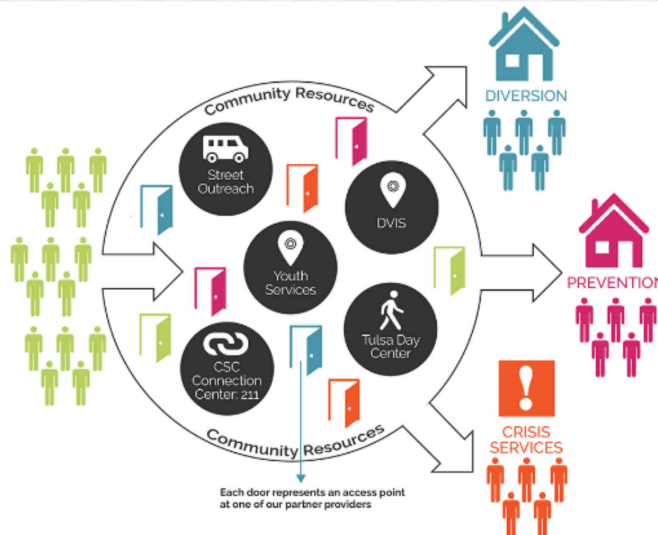 Community Resources
Street
Outreach
DVIS
Youth
Services
Tulsa Day
Center
CSC
Connection
Center: 211
Community Resources
Each door represents an access point
at one of our partner providers
DIVERSION
PREVENTION
CRISIS
SERVICES